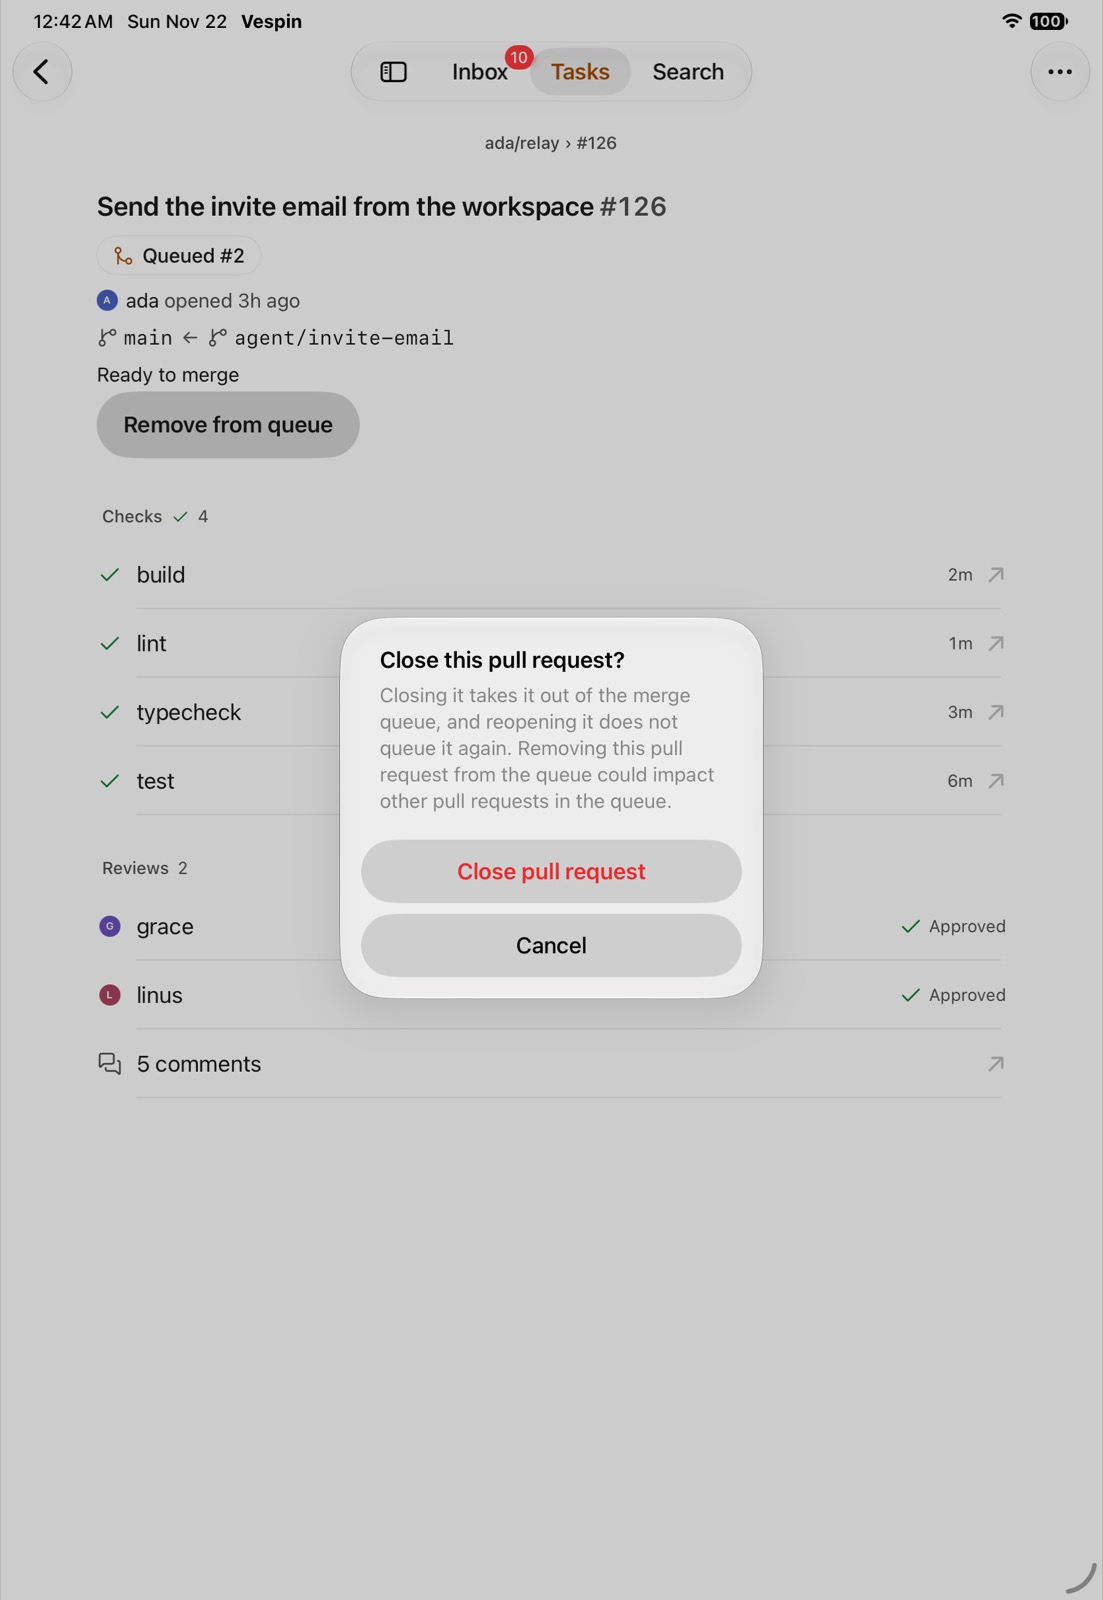 12:42 AM Sun Nov 22 Vespin
100
Inbox 10 Tasks Search
ada/relay › #126
Send the invite email from the workspace #126
Queued #2
A ada opened 3h ago
main ← agent/invite-email
Ready to merge
Remove from queue
Checks ✓ 4
build 2m
lint 1m
typecheck 3m
test 6m
Close this pull request?
Closing it takes it out of the merge
queue, and reopening it does not
queue it again. Removing this pull
request from the queue could impact
other pull requests in the queue.
Close pull request
Cancel
Reviews 2
G grace Approved
L linus Approved
5 comments